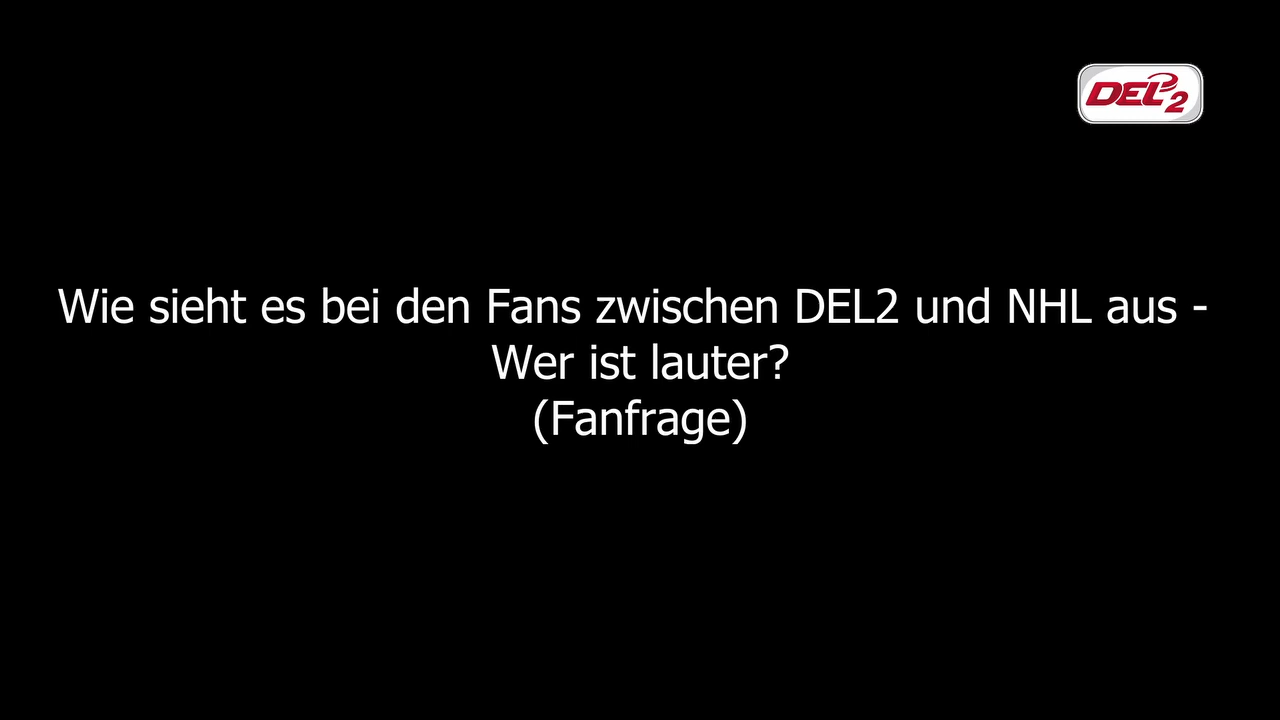 DEL2
Wie sieht es bei den Fans zwischen DEL2 und NHL aus -
Wer ist lauter?
(Fanfrage)